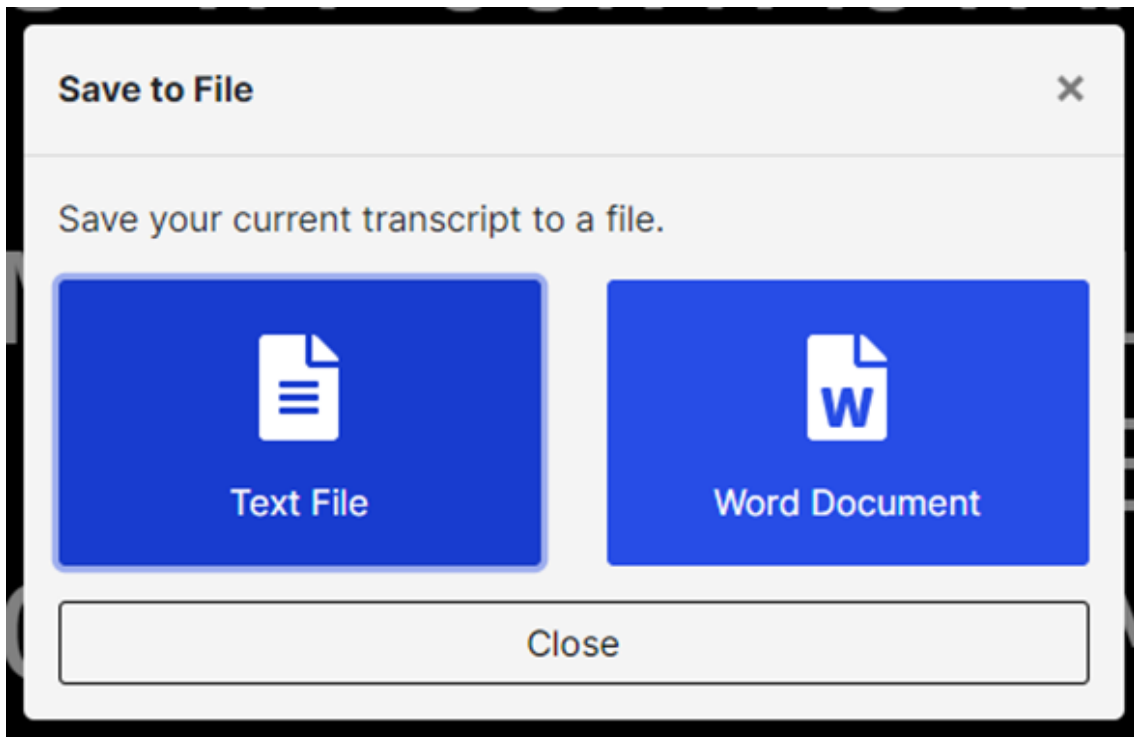 Save to File
×
Save your current transcript to a file.
Text File
W
Word Document
Close